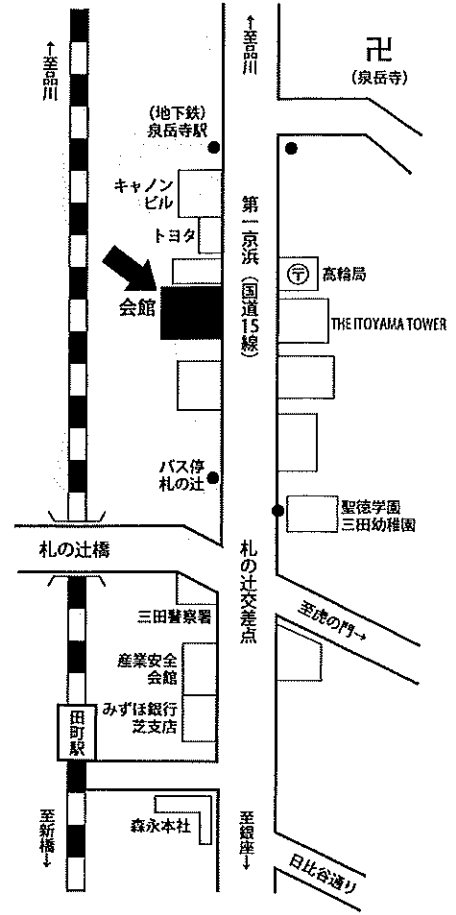 ←至品川
←至品川
卍
(泉岳寺)
(地下鉄)
泉岳寺駅
キャノン
ビル
トヨタ
会館
第一京浜(国道15線)
〒
高輪局
THE ITOYAMA TOWER
バス停
札の辻
聖徳学園
三田幼稚園
札の辻橋
札の辻交差点
至虎の門→
三田警察署
産業安全
会館
みずほ銀行
芝支店
田町駅
森永本社
至新橋→
至銀座→
日比谷通り